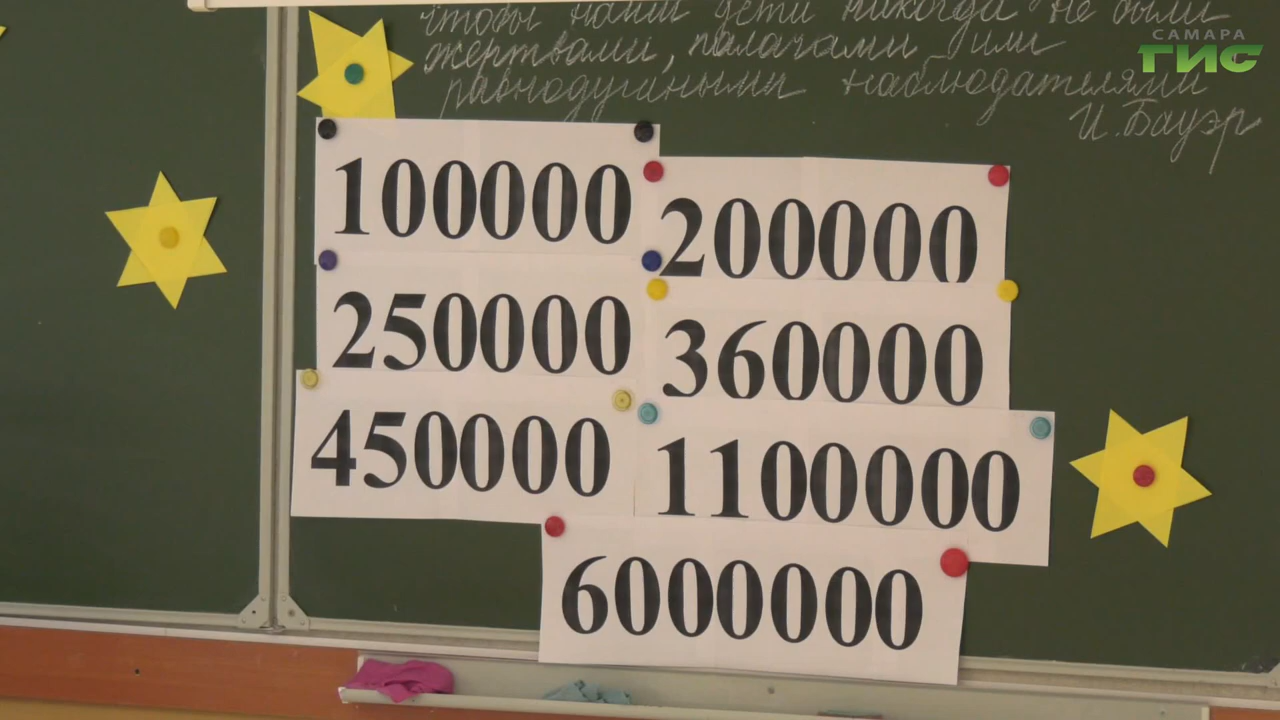 чтобы наши дети никогда не были
жертвами, палачами или
равнодушными наблюдателями
И. Бауэр
САМАРА
ГИС
100000
200000
250000
360000
450000
1100000
6000000